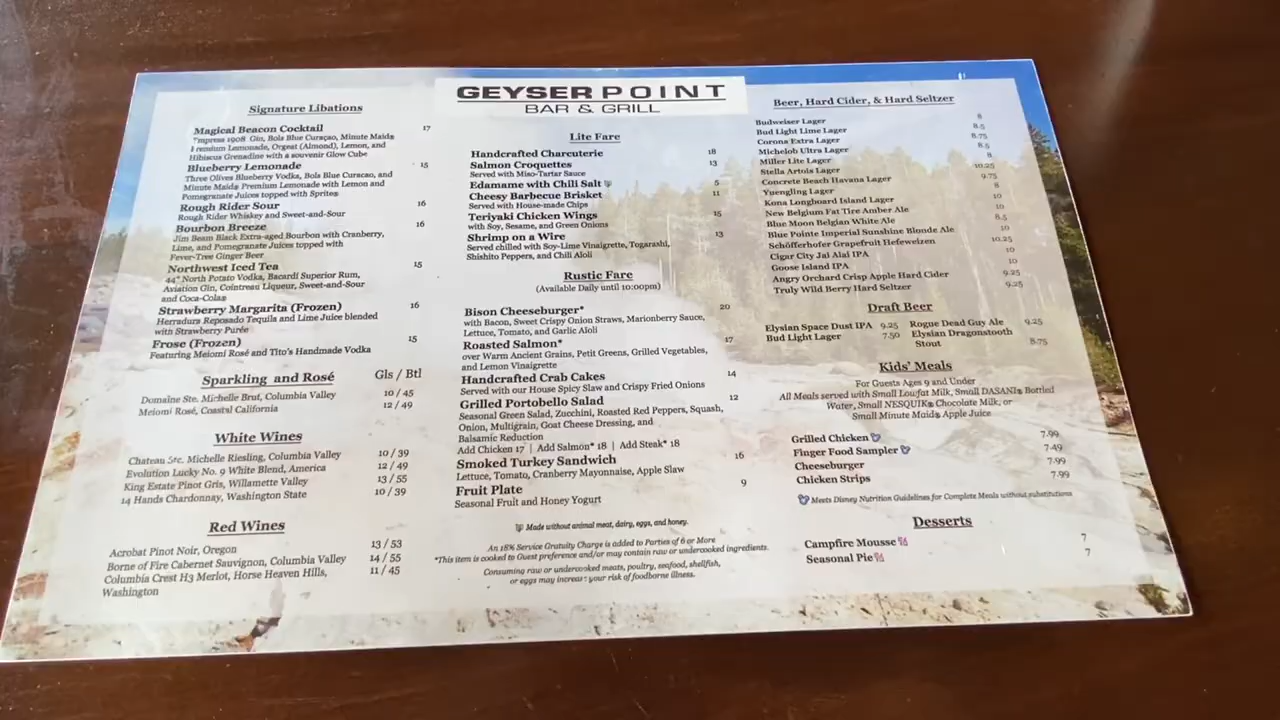 GEYSER POINT
BAR & GRILL
Signature Libations
Magical Beacon Cocktail 17
Empress 1908 Gin, Bols Blue Curaçao, Minute Maid®
Premium Lemonade, Orgeat (Almond), Lemon, and
Hibiscus Grenadine with a souvenir Glow Cube
Blueberry Lemonade 15
Three Olives Blueberry Vodka, Bols Blue Curacao, and
Minute Maid® Premium Lemonade with Lemon and
Pomegranate Juices topped with Sprite®
Rough Rider Sour 16
Rough Rider Whiskey and Sweet-and-Sour
Bourbon Breeze 16
Jim Beam Black Extra-aged Bourbon with Cranberry,
Lime, and Pomegranate Juices topped with
Fever-Tree Ginger Beer
Northwest Iced Tea 15
44° North Potato Vodka, Bacardi Superior Rum,
Aviation Gin, Cointreau Liqueur, Sweet-and-Sour
and Coca-Cola®
Strawberry Margarita (Frozen) 16
Herradura Reposado Tequila and Lime Juice blended
with Strawberry Purée
Frose (Frozen) 15
Featuring Meiomi Rosé and Tito's Handmade Vodka
Sparkling and Rosé Gls / Btl
Domaine Ste. Michelle Brut, Columbia Valley 10 / 45
Meiomi Rosé, Coastal California 12 / 49
White Wines
Chateau Ste. Michelle Riesling, Columbia Valley 10 / 39
Evolution Lucky No. 9 White Blend, America 12 / 49
King Estate Pinot Gris, Willamette Valley 13 / 55
14 Hands Chardonnay, Washington State 10 / 39
Red Wines
Acrobat Pinot Noir, Oregon 13 / 53
Borne of Fire Cabernet Sauvignon, Columbia Valley 14 / 55
Columbia Crest H3 Merlot, Horse Heaven Hills, 11 / 45
Washington
Lite Fare
Handcrafted Charcuterie 18
Salmon Croquettes 13
Served with Miso-Tartar Sauce
Edamame with Chili Salt 5
Cheesy Barbecue Brisket 11
Served with House-made Chips
Teriyaki Chicken Wings 15
with Soy, Sesame, and Green Onions
Shrimp on a Wire 13
Served chilled with Soy-Lime Vinaigrette, Togarashi,
Shishito Peppers, and Chili Aioli
Rustic Fare
(Available Daily until 10:00pm)
Bison Cheeseburger* 20
with Bacon, Sweet Crispy Onion Straws, Marionberry Sauce,
Lettuce, Tomato, and Garlic Aioli
Roasted Salmon* 17
over Warm Ancient Grains, Petit Greens, Grilled Vegetables,
and Lemon Vinaigrette
Handcrafted Crab Cakes 14
Served with our House Spicy Slaw and Crispy Fried Onions
Grilled Portobello Salad 12
Seasonal Green Salad, Zucchini, Roasted Red Peppers, Squash,
Onion, Multigrain, Goat Cheese Dressing, and
Balsamic Reduction
Add Chicken 17 | Add Salmon* 18 | Add Steak* 18
Smoked Turkey Sandwich 16
Lettuce, Tomato, Cranberry Mayonnaise, Apple Slaw
Fruit Plate 9
Seasonal Fruit and Honey Yogurt
Made without animal meat, dairy, eggs, and honey.
An 18% Service Gratuity Charge is added to Parties of 6 or More
*This item is cooked to Guest preference and/or may contain raw or undercooked ingredients.
Consuming raw or undercooked meats, poultry, seafood, shellfish,
or eggs may increase your risk of foodborne illness.
Beer, Hard Cider, & Hard Seltzer
Budweiser Lager 8
Bud Light Lime Lager 8.5
Corona Extra Lager 8.75
Michelob Ultra Lager 8.5
Miller Lite Lager 8
Stella Artois Lager 10.25
Concrete Beach Havana Lager 9.75
Yuengling Lager 8
Kona Longboard Island Lager 10
New Belgium Fat Tire Amber Ale 10
Blue Moon Belgian White Ale 8.5
Blue Pointe Imperial Sunshine Blonde Ale 10
Schöfferhofer Grapefruit Hefeweizen 10.25
Cigar City Jai Alai IPA 10
Goose Island IPA 10
Angry Orchard Crisp Apple Hard Cider 9.25
Truly Wild Berry Hard Seltzer 9.25
Draft Beer
Elysian Space Dust IPA 9.25 Rogue Dead Guy Ale 9.25
Bud Light Lager 7.50 Elysian Dragonstooth
Stout 8.75
Kids' Meals
For Guests Ages 9 and Under
All Meals served with Small Lowfat Milk, Small DASANI® Bottled
Water, Small NESQUIK® Chocolate Milk, or
Small Minute Maid® Apple Juice
Grilled Chicken 7.99
Finger Food Sampler 7.49
Cheeseburger 7.99
Chicken Strips 7.99
Meets Disney Nutrition Guidelines for Complete Meals without substitutions
Desserts
Campfire Mousse 7
Seasonal Pie 7